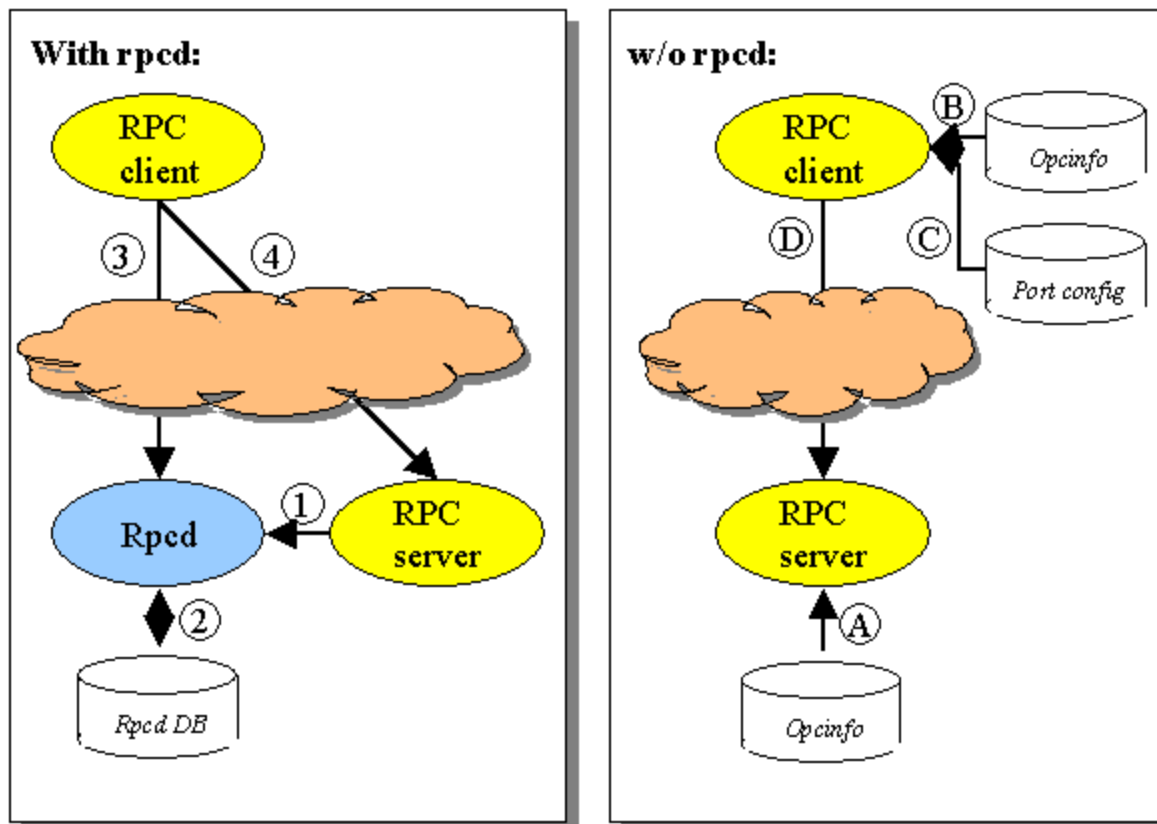 With rpcd:
RPC
client
3
4
1
Rpcd
RPC
server
2
Rpcd DB
w/o rpcd:
RPC
client
B
Opcinfo
D
C
Port config
RPC
server
A
Opcinfo